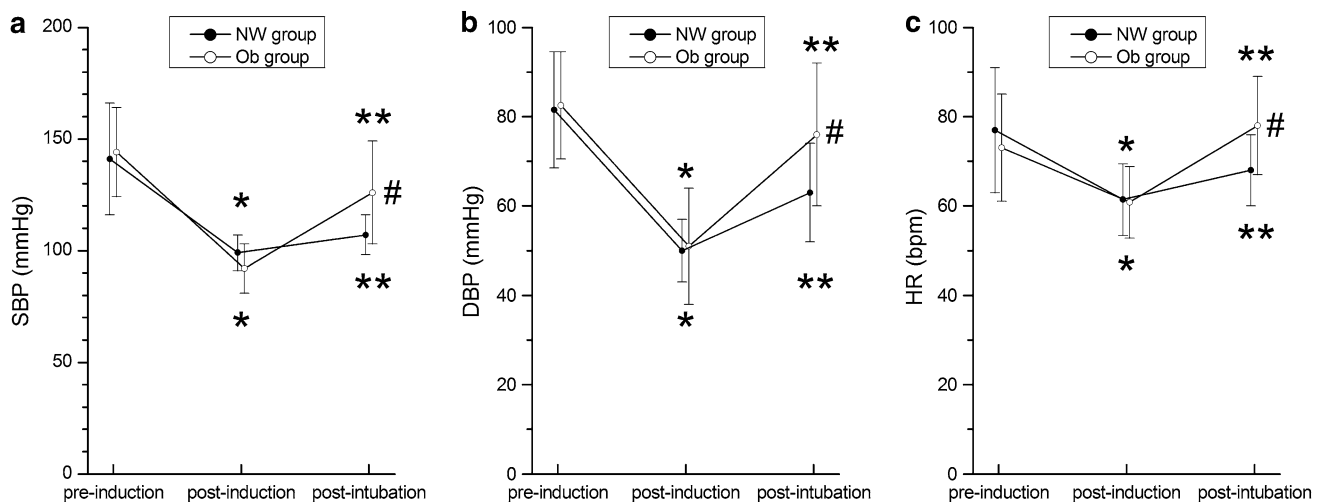 a
200
150
100
50
0
SBP (mmHg)
NW group
Ob group
*
*
**
**
#
pre-induction post-induction post-intubation
b
100
80
60
40
20
0
DBP (mmHg)
NW group
Ob group
*
*
**
**
#
pre-induction post-induction post-intubation
c
100
80
60
40
20
0
HR (bpm)
NW group
Ob group
*
*
**
**
#
pre-induction post-induction post-intubation